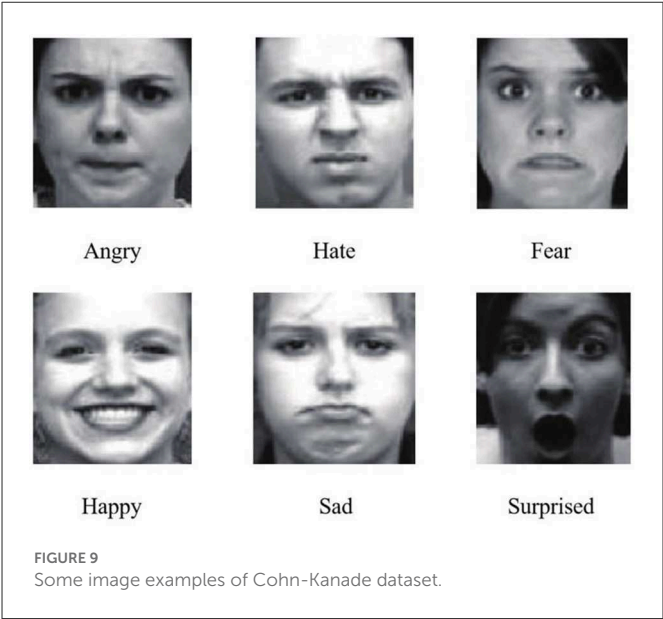 Angry Hate Fear
Happy Sad Surprised
FIGURE 9
Some image examples of Cohn-Kanade dataset.